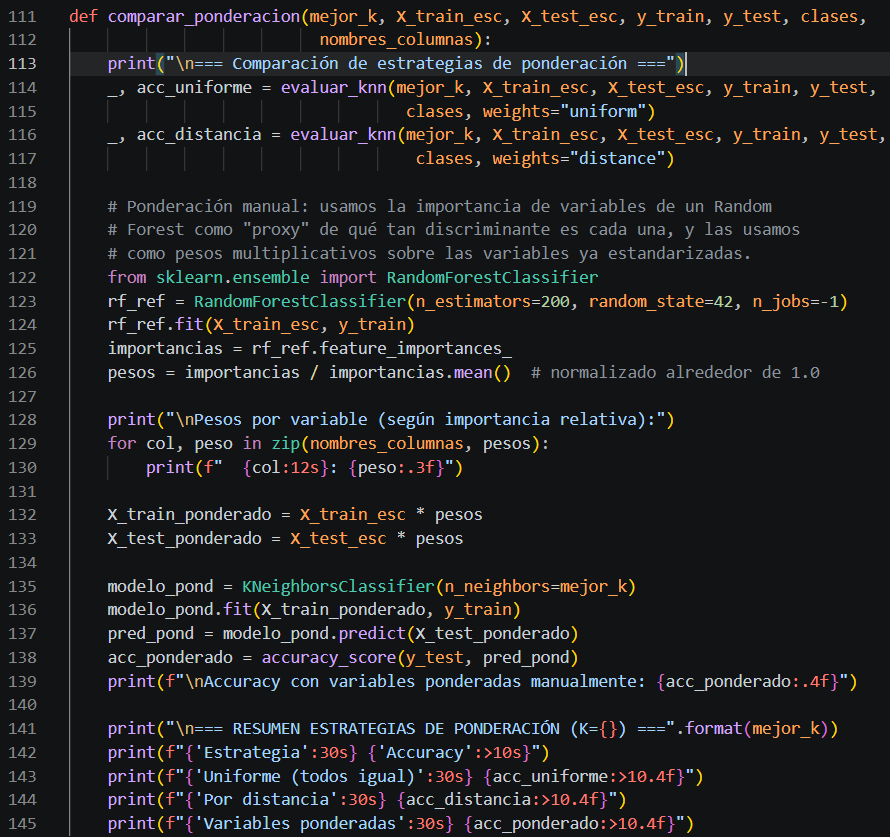 111 def comparar_ponderacion(mejor_k, X_train_esc, X_test_esc, y_train, y_test, clases,
112                          nombres_columnas):
113     print("\n=== Comparación de estrategias de ponderación ===")
114     _, acc_uniforme = evaluar_knn(mejor_k, X_train_esc, X_test_esc, y_train, y_test,
115                                   clases, weights="uniform")
116     _, acc_distancia = evaluar_knn(mejor_k, X_train_esc, X_test_esc, y_train, y_test,
117                                    clases, weights="distance")
118
119     # Ponderación manual: usamos la importancia de variables de un Random
120     # Forest como "proxy" de qué tan discriminante es cada una, y las usamos
121     # como pesos multiplicativos sobre las variables ya estandarizadas.
122     from sklearn.ensemble import RandomForestClassifier
123     rf_ref = RandomForestClassifier(n_estimators=200, random_state=42, n_jobs=-1)
124     rf_ref.fit(X_train_esc, y_train)
125     importancias = rf_ref.feature_importances_
126     pesos = importancias / importancias.mean()  # normalizado alrededor de 1.0
127
128     print("\nPesos por variable (según importancia relativa):")
129     for col, peso in zip(nombres_columnas, pesos):
130         print(f"  {col:12s}: {peso:.3f}")
131
132     X_train_ponderado = X_train_esc * pesos
133     X_test_ponderado = X_test_esc * pesos
134
135     modelo_pond = KNeighborsClassifier(n_neighbors=mejor_k)
136     modelo_pond.fit(X_train_ponderado, y_train)
137     pred_pond = modelo_pond.predict(X_test_ponderado)
138     acc_ponderado = accuracy_score(y_test, pred_pond)
139     print(f"\nAccuracy con variables ponderadas manualmente: {acc_ponderado:.4f}")
140
141     print("\n=== RESUMEN ESTRATEGIAS DE PONDERACIÓN (K={}) ===".format(mejor_k))
142     print(f"{'Estrategia':30s} {'Accuracy':>10s}")
143     print(f"{'Uniforme (todos igual)':30s} {acc_uniforme:>10.4f}")
144     print(f"{'Por distancia':30s} {acc_distancia:>10.4f}")
145     print(f"{'Variables ponderadas':30s} {acc_ponderado:>10.4f}")